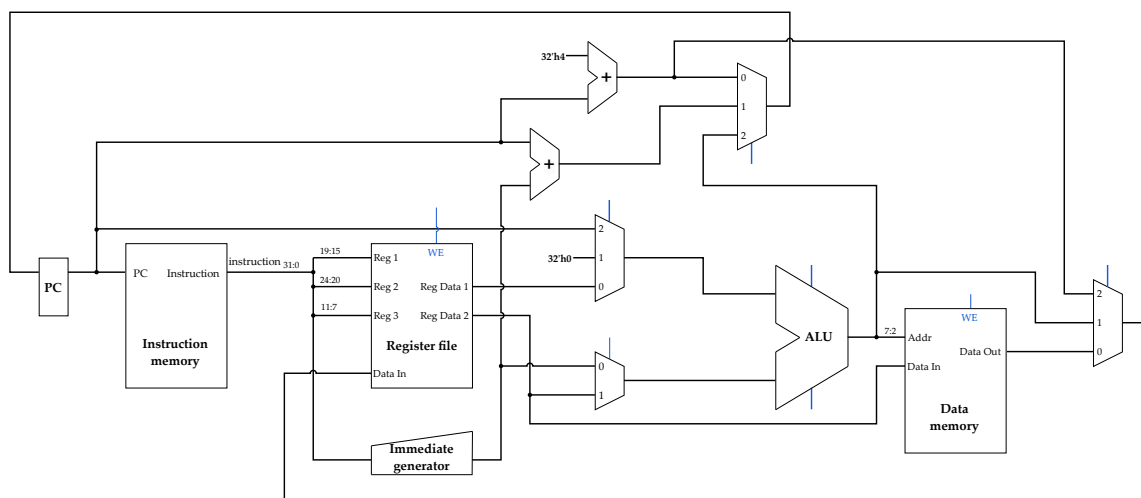 32'h4
+
0
1
2
+
2
32'h0
1
0
PC
PC
Instruction
Instruction
memory
instruction 31:0
19:15
24:20
11:7
WE
Reg 1
Reg 2
Reg 3
Reg Data 1
Reg Data 2
Register file
Data In
Immediate
generator
0
1
ALU
7:2
WE
Addr
Data Out
Data In
Data
memory
2
1
0